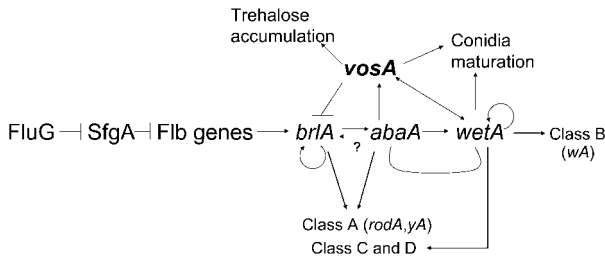 Trehalose
accumulation
Conidia
maturation
vosA
FluG SfgA Flb genes brlA abaA wetA
?
Class B
(wA)
Class A (rodA,yA)
Class C and D